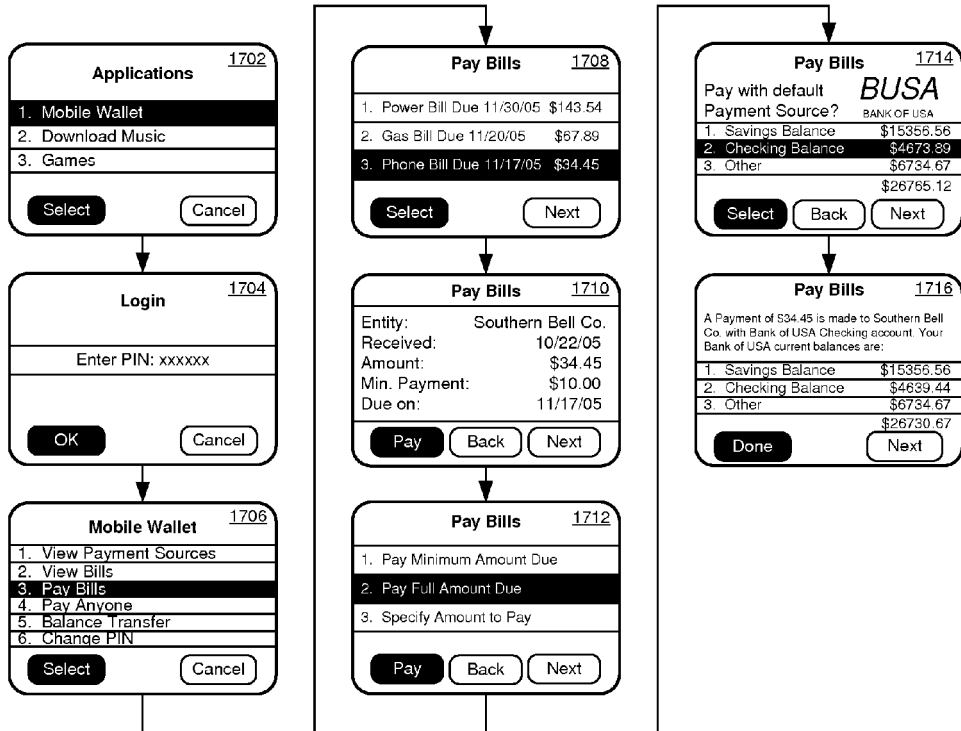 Applications 1702
1. Mobile Wallet
2. Download Music
3. Games
Select Cancel
Login 1704
Enter PIN: xxxxxx
OK Cancel
Mobile Wallet 1706
1. View Payment Sources
2. View Bills
3. Pay Bills
4. Pay Anyone
5. Balance Transfer
6. Change PIN
Select Cancel
Pay Bills 1708
1. Power Bill Due 11/30/05 $143.54
2. Gas Bill Due 11/20/05 $67.89
3. Phone Bill Due 11/17/05 $34.45
Select Next
Pay Bills 1710
Entity: Southern Bell Co.
Received: 10/22/05
Amount: $34.45
Min. Payment: $10.00
Due on: 11/17/05
Pay Back Next
Pay Bills 1712
1. Pay Minimum Amount Due
2. Pay Full Amount Due
3. Specify Amount to Pay
Pay Back Next
Pay Bills 1714
Pay with default BUSA
Payment Source? BANK OF USA
1. Savings Balance $15356.56
2. Checking Balance $4673.89
3. Other $6734.67
$26765.12
Select Back Next
Pay Bills 1716
A Payment of $34.45 is made to Southern Bell
Co. with Bank of USA Checking account. Your
Bank of USA current balances are:
1. Savings Balance $15356.56
2. Checking Balance $4639.44
3. Other $6734.67
$26730.67
Done Next